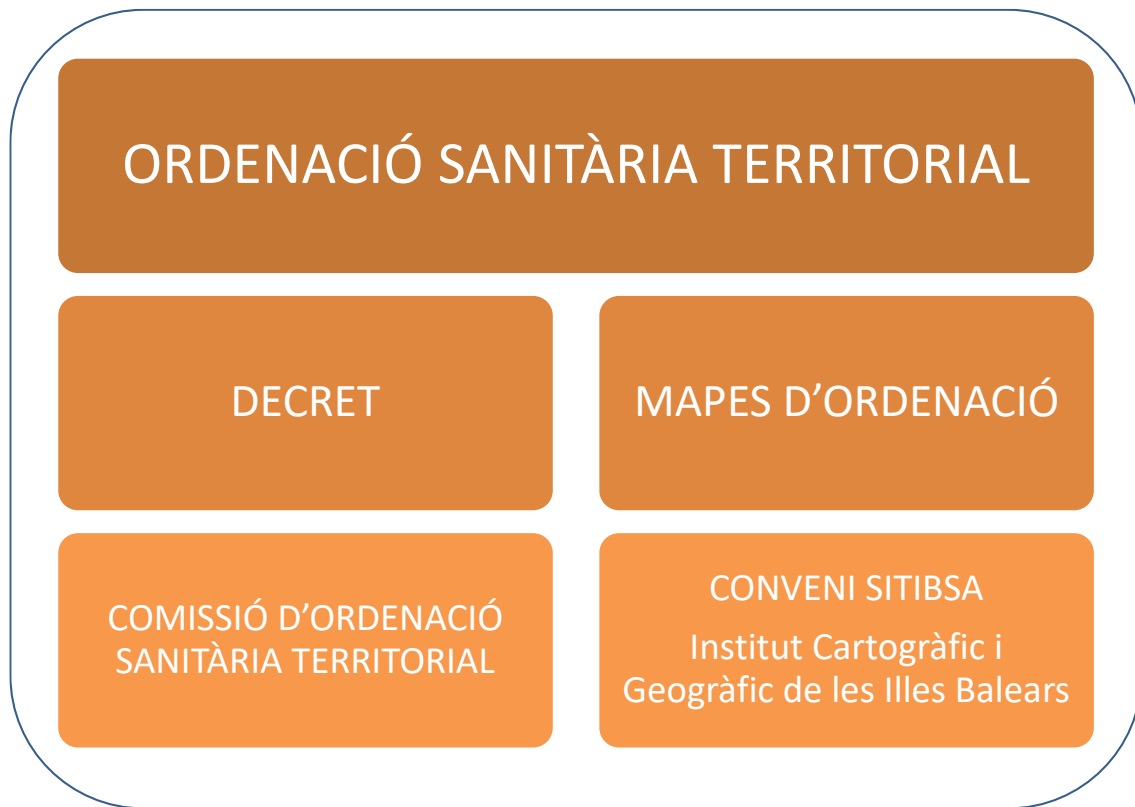 ORDENACIÓ SANITÀRIA TERRITORIAL
DECRET
MAPES D’ORDENACIÓ
COMISSIÓ D’ORDENACIÓ
SANITÀRIA TERRITORIAL
CONVENI SITIBSA
Institut Cartogràfic i
Geogràfic de les Illes Balears